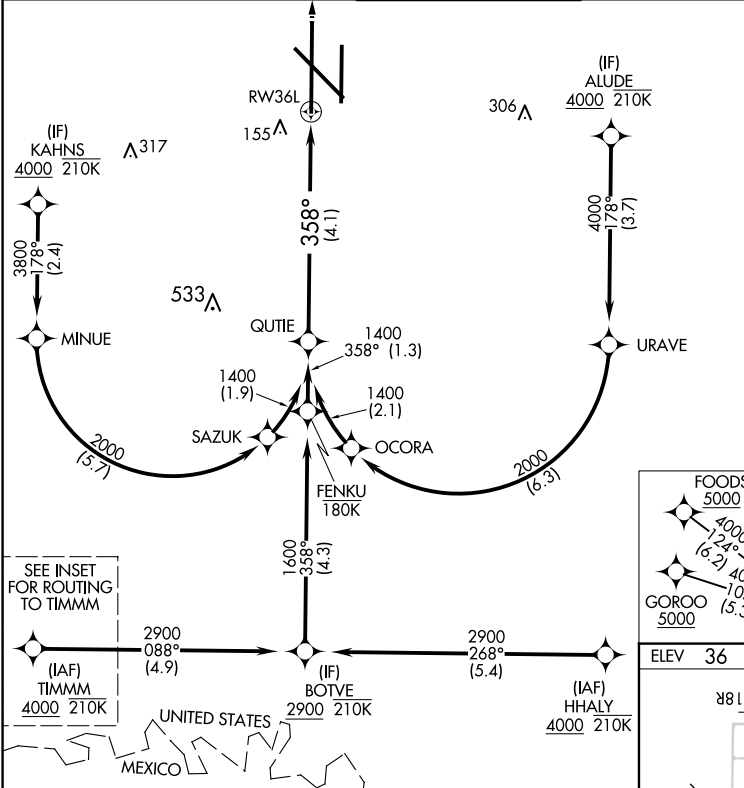 (IF)
ALUDE
4000 210K
RW36L
306
155
(IF)
KAHNS
4000 210K
317
358°
(4.1)
4000
178°
(3.7)
3800
178°
(2.4)
533
QUTIE
MINUE
URAVE
1400
358° (1.3)
1400
(1.9)
1400
(2.1)
SAZUK
OCORA
2000
(5.7)
2000
(6.3)
FENKU
180K
1600
358°
(4.3)
FOODS
5000
4000
124°
(6.2)
GOROO
5000
(5.3
SEE INSET
FOR ROUTING
TO TIMMM
2900
088°
(4.9)
2900
268°
(5.4)
(IAF)
TIMMM
4000 210K
(IF)
BOTVE
2900 210K
(IAF)
HHALY
4000 210K
UNITED STATES
MEXICO
ELEV 36
18R